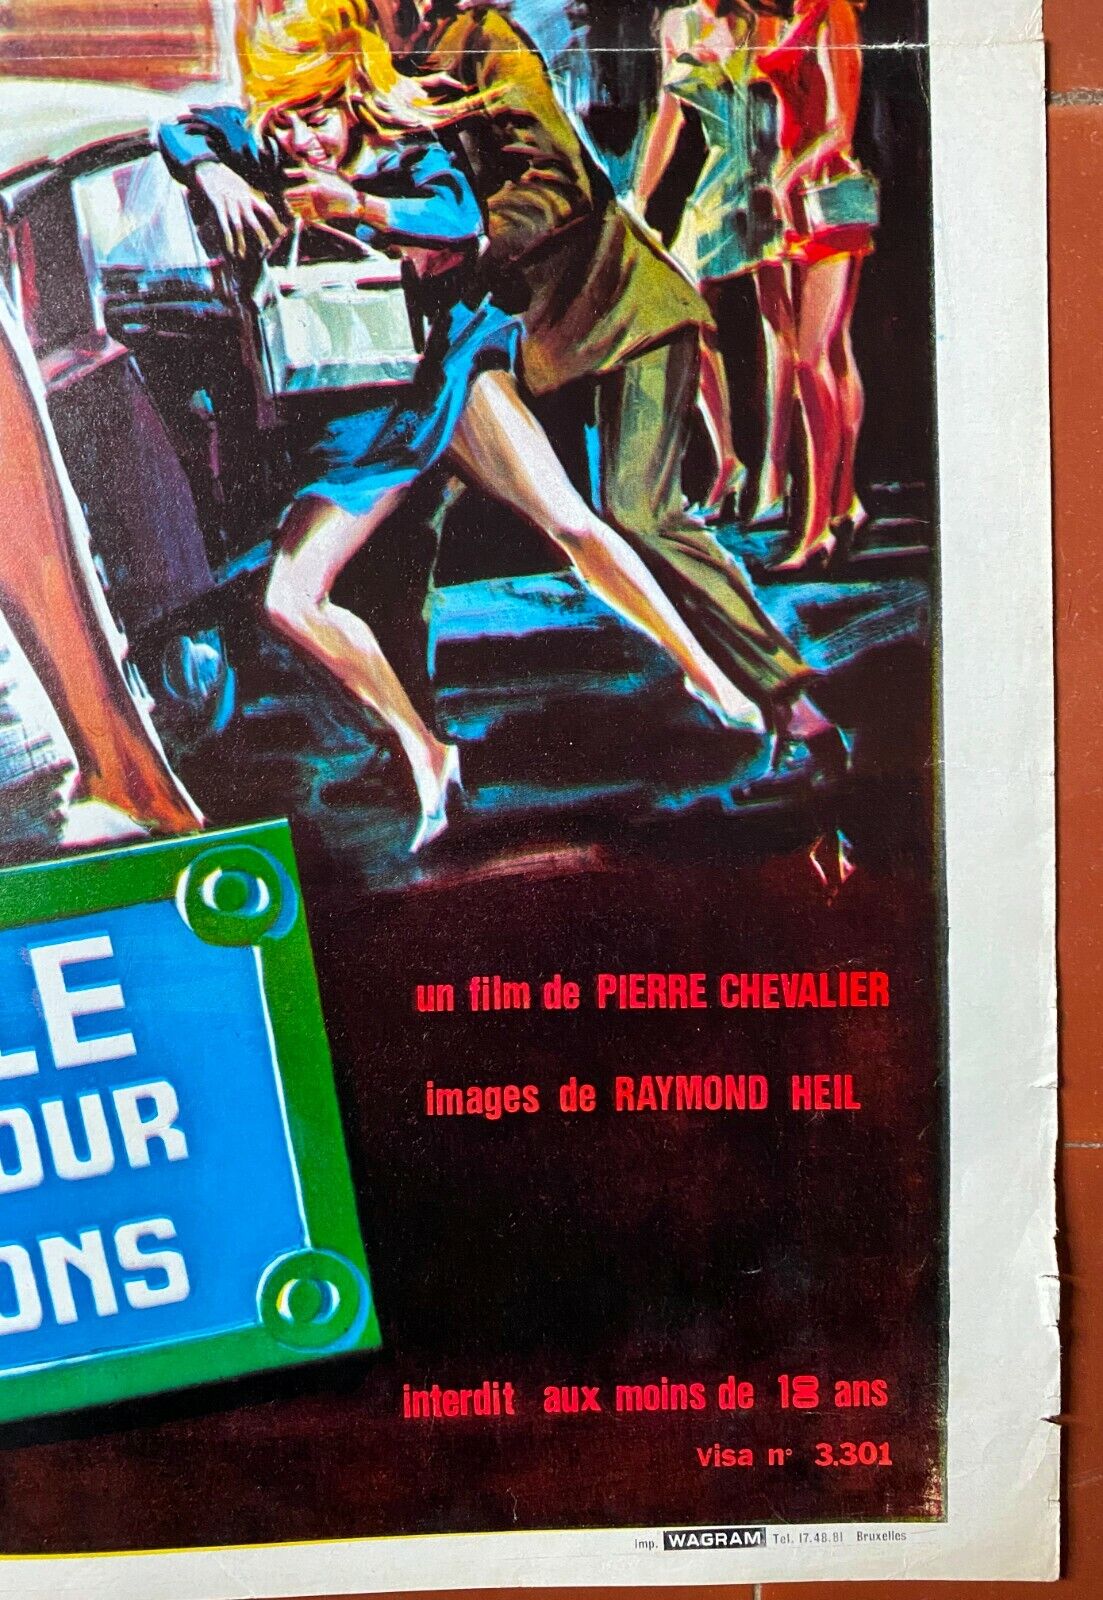 LE
OUR
ONS
un film de PIERRE CHEVALIER
images de RAYMOND HEIL
interdit aux moins de 18 ans
Visa n° 3.301
Imp. WAGRAM Tel. 17.48.81 Bruxelles